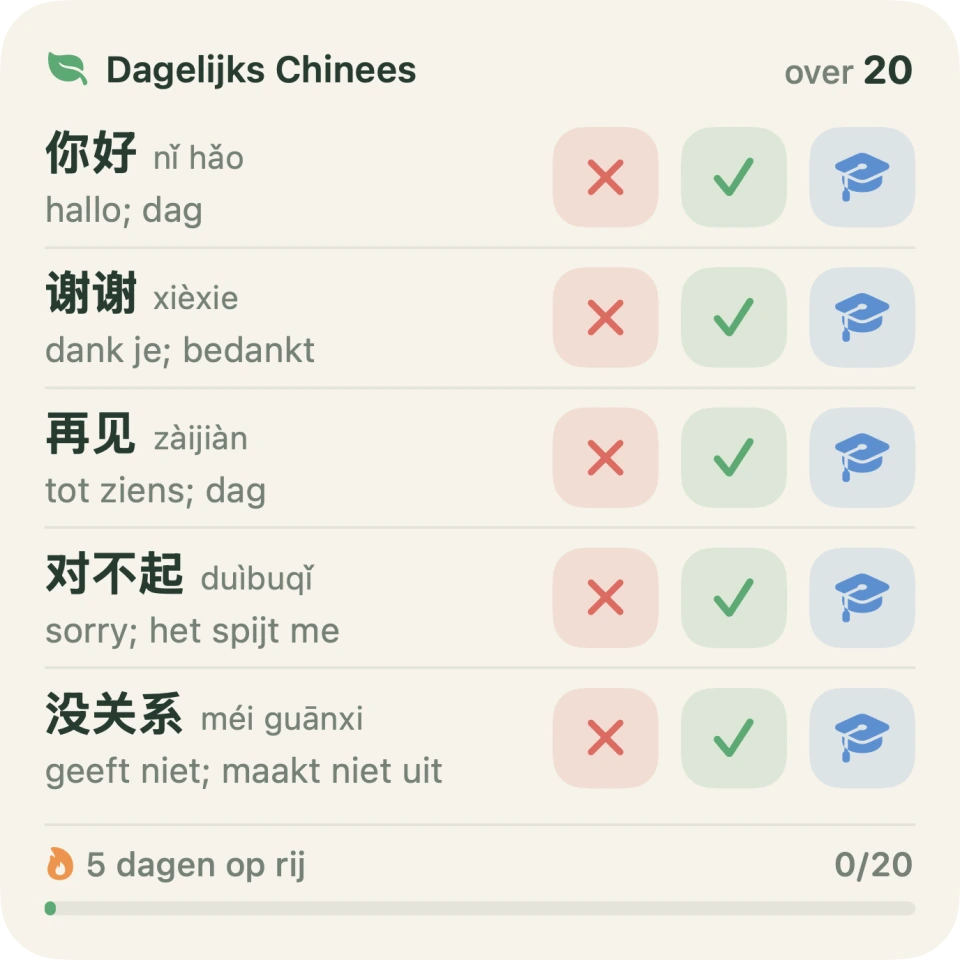 Dagelijks Chinees
over 20
你好 nǐ hǎo
hallo; dag
谢谢 xièxie
dank je; bedankt
再见 zàijiàn
tot ziens; dag
对不起 duìbuqǐ
sorry; het spijt me
没关系 méi guānxi
geeft niet; maakt niet uit
5 dagen op rij
0/20